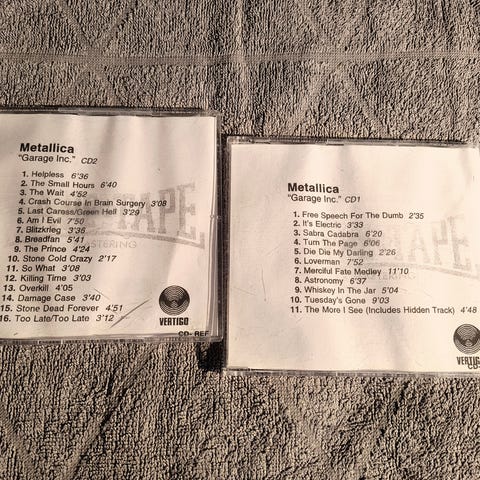 Metallica
"Garage Inc." CD2
1. Helpless 6'36
2. The Small Hours 6'40
3. The Wait 4'52
4. Crash Course In Brain Surgery 3'08
5. Last Caress/Green Hell 3'29
6. Am I Evil 7'50
7. Blitzkrieg 3'36
8. Breadfan 5'41
9. The Prince 4'24
10. Stone Cold Crazy 2'17
11. So What 3'08
12. Killing Time 3'03
13. Overkill 4'05
14. Damage Case 3'40
15. Stone Dead Forever 4'51
16. Too Late/Too Late 3'12
TAPE
VERTIGO
CD- REF
Metallica
"Garage Inc." CD1
1. Free Speech For The Dumb 2'35
2. It's Electric 3'33
3. Sabra Cadabra 6'20
4. Turn The Page 6'06
5. Die Die My Darling 2'26
6. Loverman 7'52
7. Merciful Fate Medley 11'10
8. Astronomy 6'37
9. Whiskey In The Jar 5'04
10. Tuesday's Gone 9'03
11. The More I See (Includes Hidden Track) 4'48
VERTIGO
CD-